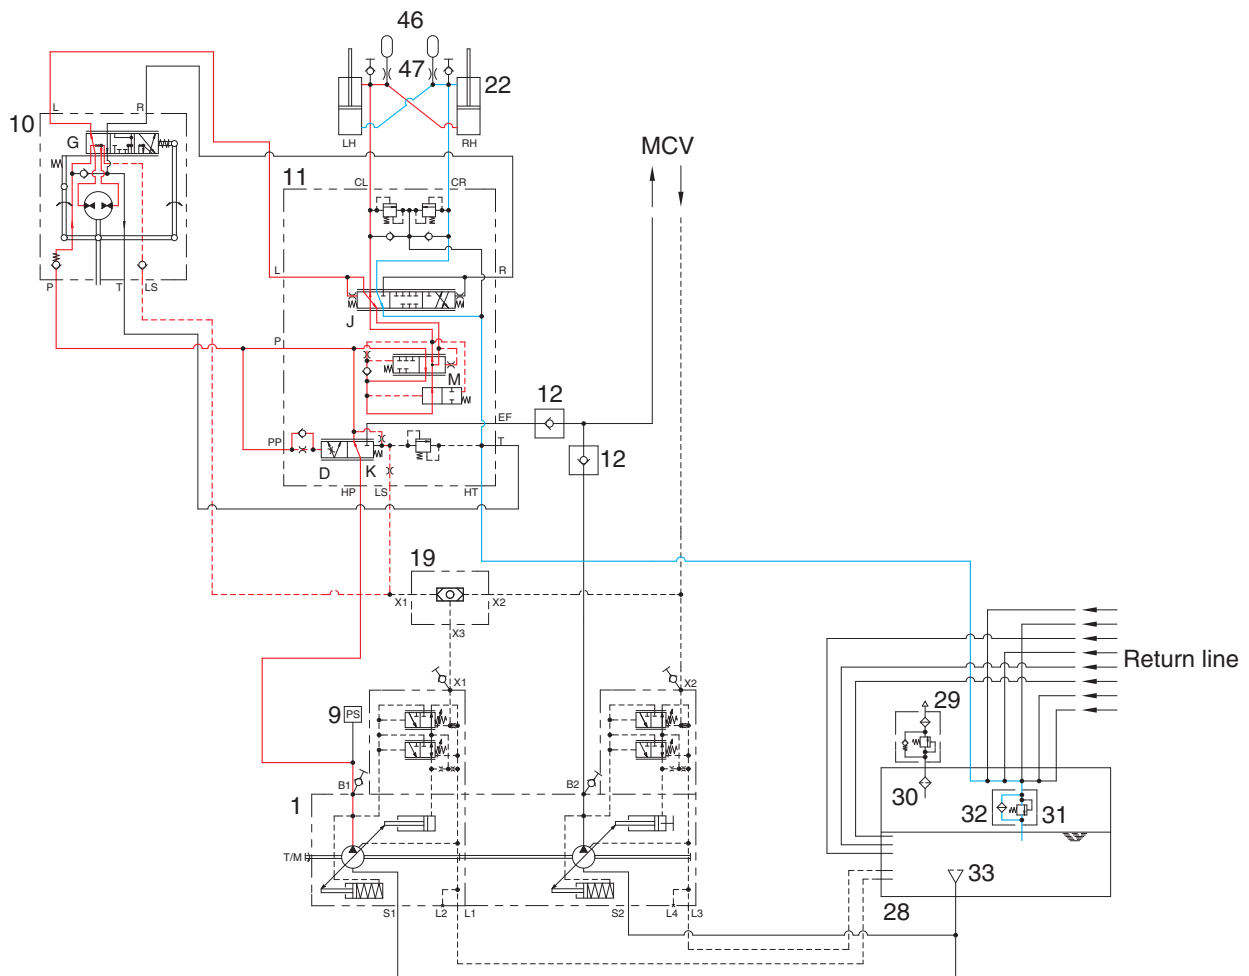 46
47
22
L
R
10
G
LH
RH
MCV
11
CL
CR
P
T
LS
L
R
J
P
M
12
EF
PP
T
12
D
K
HP
LS
HT
19
X1
X2
X3
Return line
X1
X2
29
9
PS
30
B1
B2
1
32
31
T/M
33
S1
L2
L1
S2
L4
L3
28